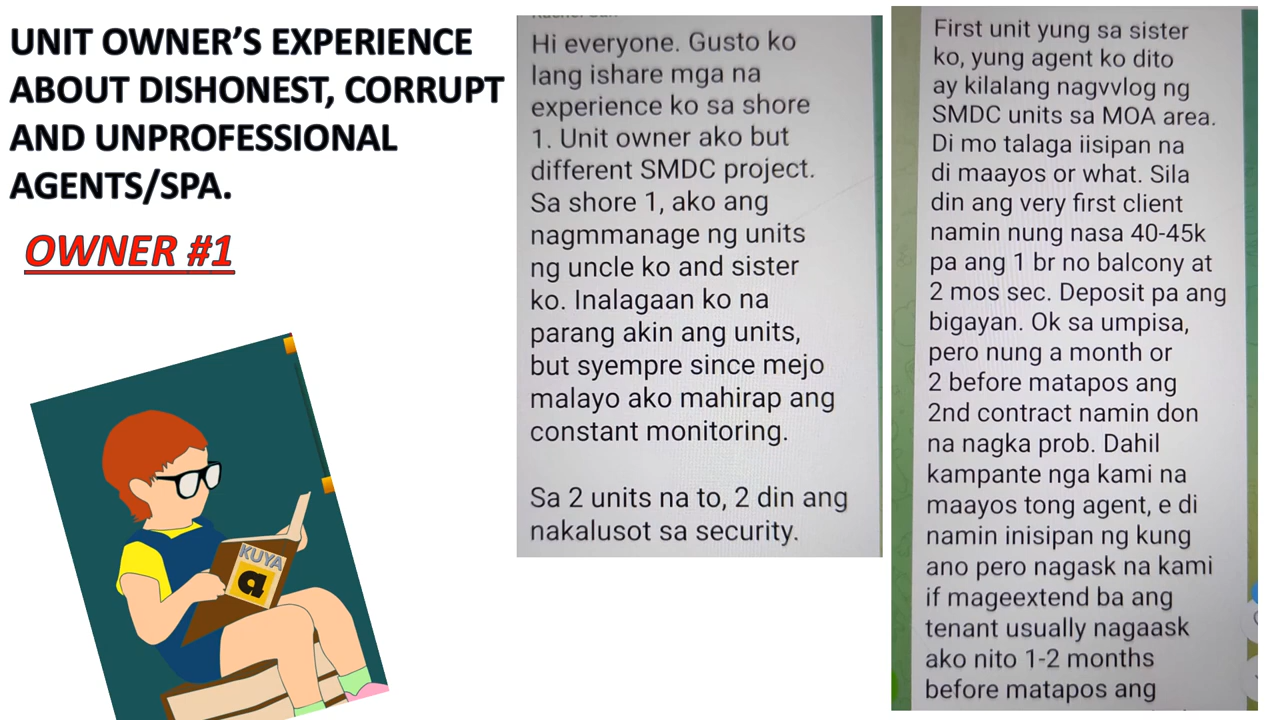 UNIT OWNER'S EXPERIENCE
ABOUT DISHONEST, CORRUPT
AND UNPROFESSIONAL
AGENTS/SPA.
OWNER #1
KUYA
a
Hi everyone. Gusto ko
lang ishare mga na
experience ko sa shore
1. Unit owner ako but
different SMDC project.
Sa shore 1, ako ang
nagmmanage ng units
ng uncle ko and sister
ko. Inalagaan ko na
parang akin ang units,
but syempre since mejo
malayo ako mahirap ang
constant monitoring.
Sa 2 units na to, 2 din ang
nakalusot sa security.
First unit yung sa sister
ko, yung agent ko dito
ay kilalang nagvvlog ng
SMDC units sa MOA area.
Di mo talaga iisipan na
di maayos or what. Sila
din ang very first client
namin nung nasa 40-45k
pa ang 1 br no balcony at
2 mos sec. Deposit pa ang
bigayan. Ok sa umpisa,
pero nung a month or
2 before matapos ang
2nd contract namin don
na nagka prob. Dahil
kampante nga kami na
maayos tong agent, e di
namin inisipan ng kung
ano pero nagask na kami
if mageextend ba ang
tenant usually nagaask
ako nito 1-2 months
before matapos ang